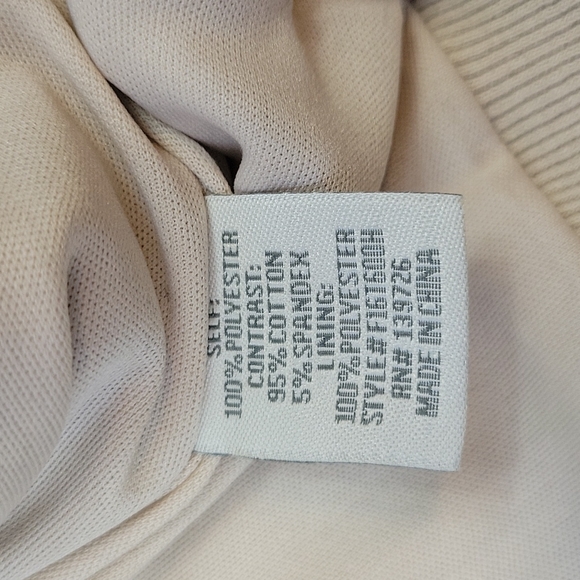 SELF:
100% POLYESTER
CONTRAST:
95% COTTON
5% SPANDEX
LINING:
100% POLYESTER
STYLE#
RN# 139726
MADE IN CHINA